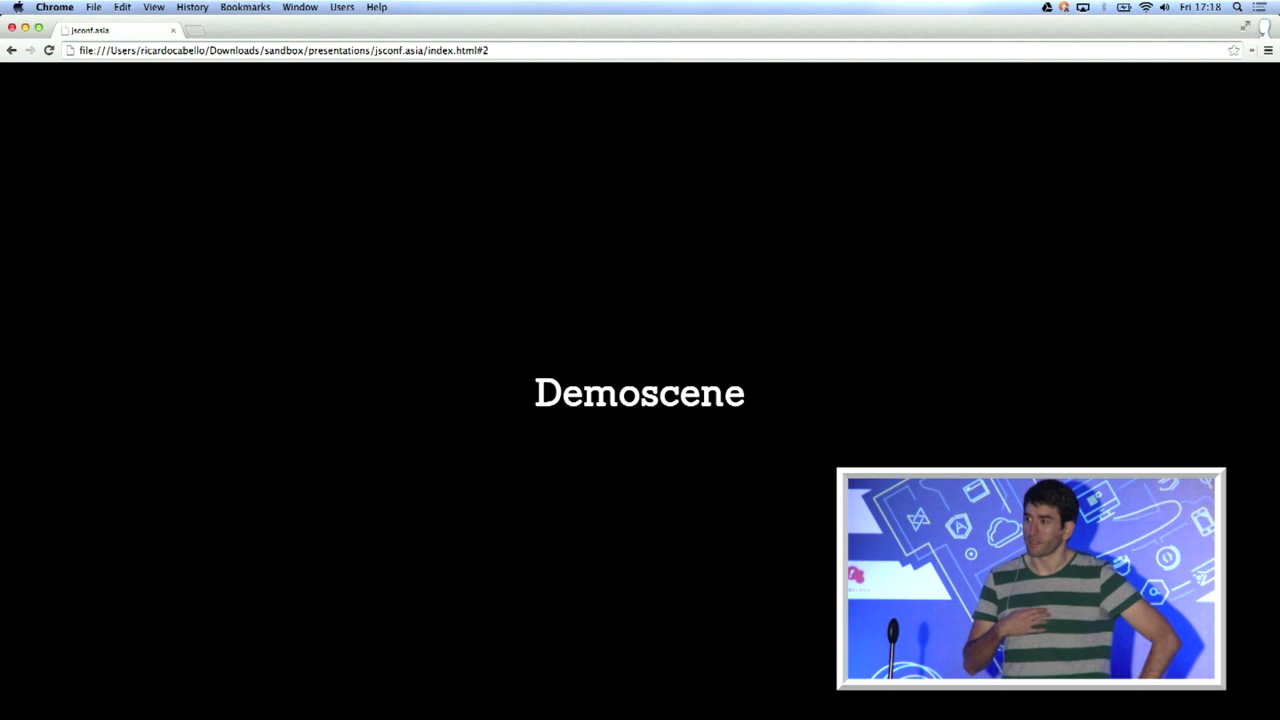 Chrome File Edit View History Bookmarks Window Users Help Fri 17:18
jsconf.asia
file:///Users/ricardocabello/Downloads/sandbox/presentations/jsconf.asia/index.html#2
Demoscene